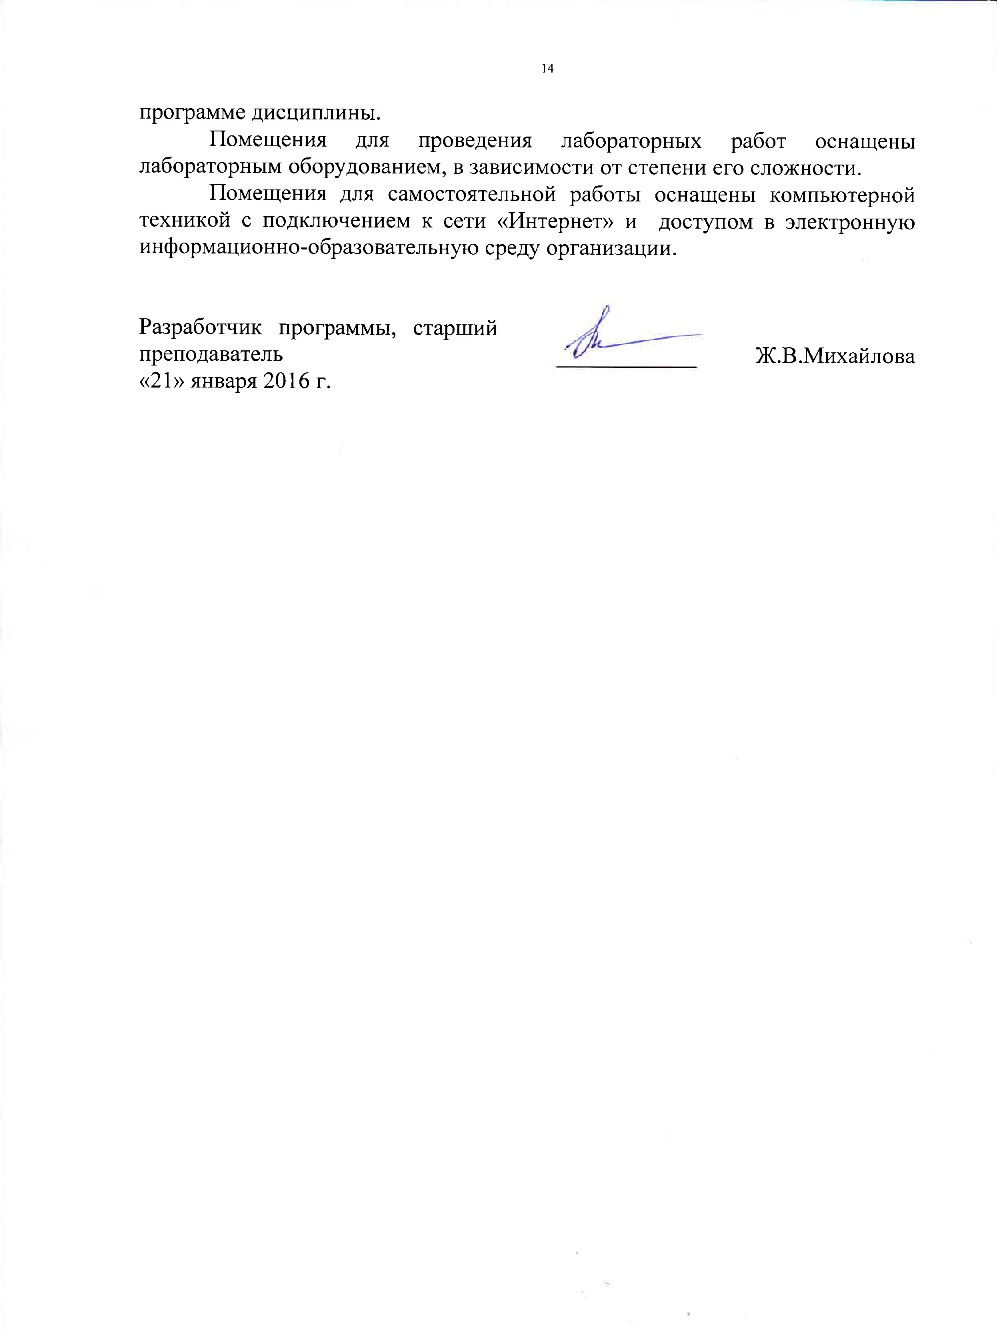 14
программе дисциплины.
Помещения для проведения лабораторных работ оснащены
лабораторным оборудованием, в зависимости от степени его сложности.
Помещения для самостоятельной работы оснащены компьютерной
техникой с подключением к сети «Интернет» и доступом в электронную
информационно-образовательную среду организации.
Разработчик программы, старший
преподаватель
Ж.В.Михайлова
«21» января 2016 г.